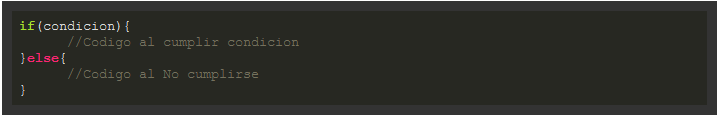 if(condicion){
//Codigo al cumplir condicion
}else{
//Codigo al No cumplirse
}